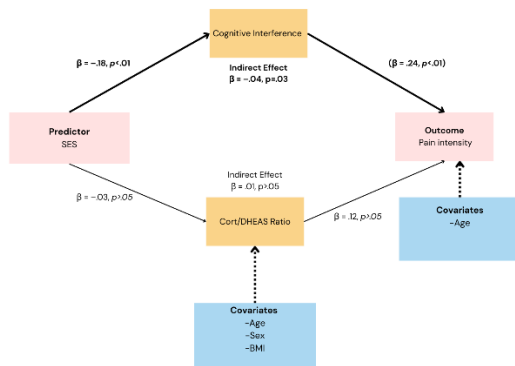 Cognitive Interference
β = −.18, p<.01
Indirect Effect
β = −.04, p=.03
(β = .24, p<.01)
Predictor
SES
Outcome
Pain intensity
Indirect Effect
β = .01, p>.05
β = −.03, p>.05
Cort/DHEAS Ratio
β = .12, p>.05
Covariates
-Age
Covariates
-Age
-Sex
-BMI